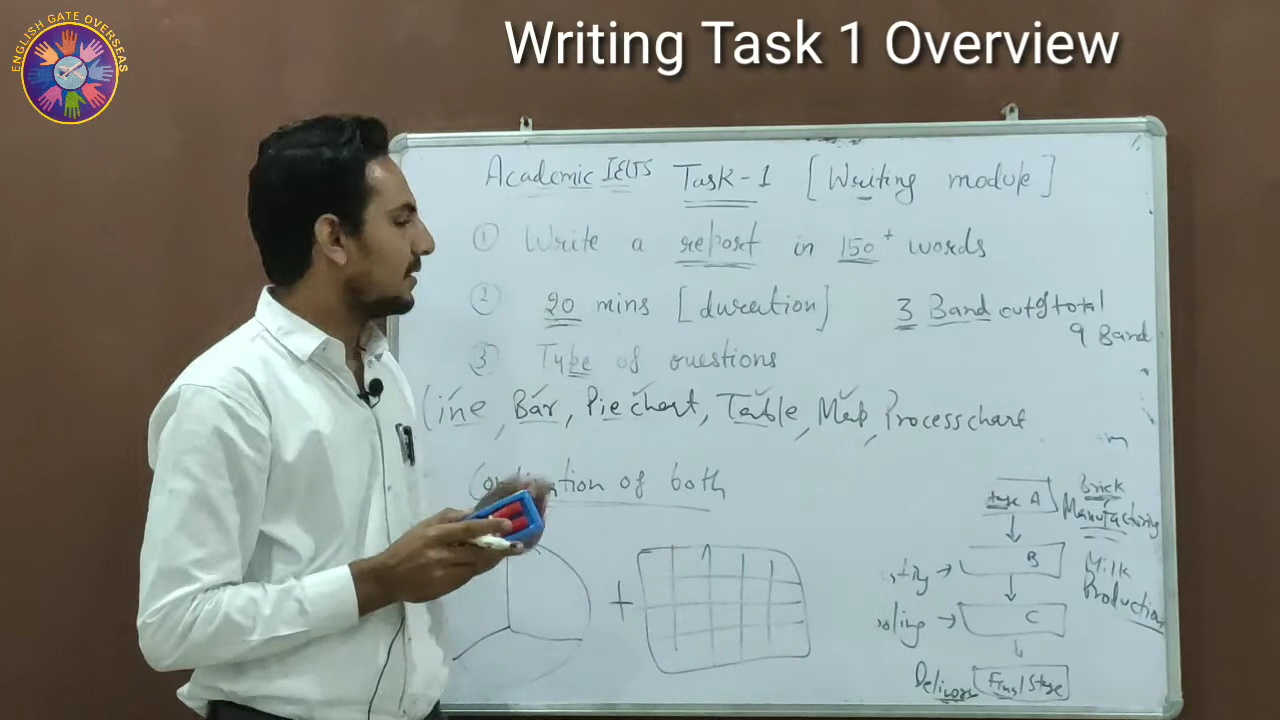 ENGLISH GATE OVERSEAS
Writing Task 1 Overview
Academic IELTS Task-1 [Writing module]
① Write a report in 150+ words
② 20 mins [duration] 3 Band out of total
9 Band
③ Type of questions
Line, Bar, Pie chart, Table, Map, Process chart
of both
+
A
Brick
Manufacturing
B
Milk
Production
C
Final Stage